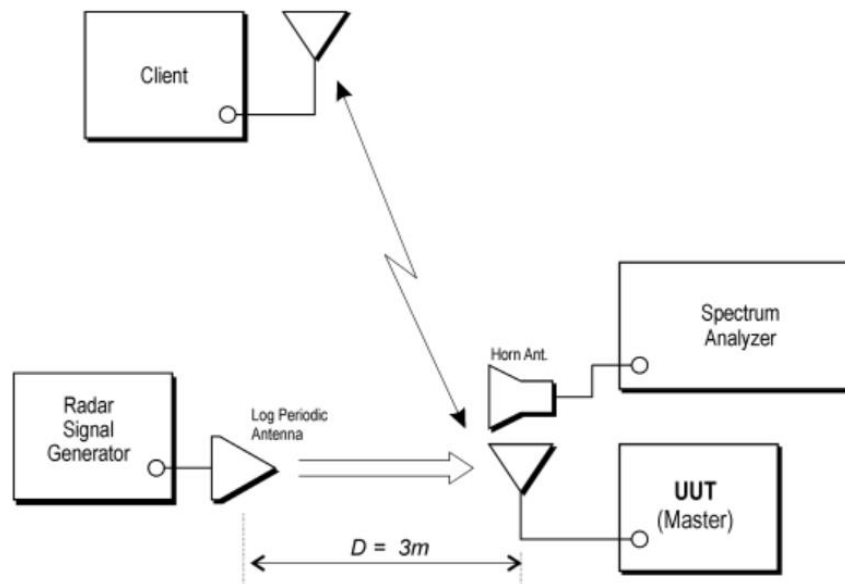 Client
Spectrum
Analyzer
Horn Ant.
Radar
Signal
Generator
Log Periodic
Antenna
UUT
(Master)
D = 3m